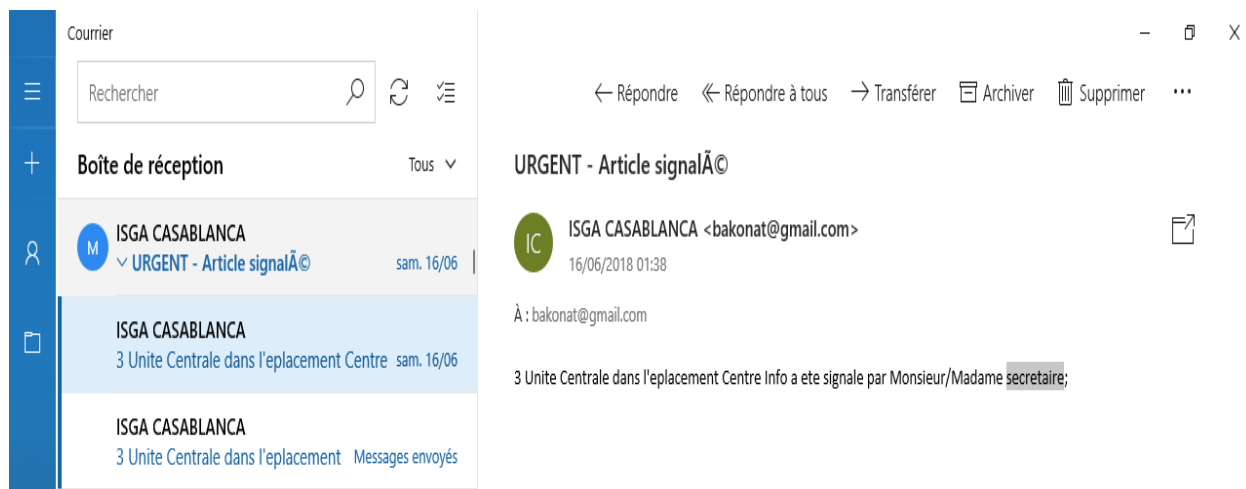 Courrier
Rechercher
← Répondre « Répondre à tous → Transférer Archiver Supprimer ...
Boîte de réception Tous
URGENT - Article signalÃ©
M ISGA CASABLANCA
URGENT - Article signalÃ© sam. 16/06
IC ISGA CASABLANCA <bakonat@gmail.com>
16/06/2018 01:38
À : bakonat@gmail.com
ISGA CASABLANCA
3 Unite Centrale dans l'eplacement Centre sam. 16/06
3 Unite Centrale dans l'eplacement Centre Info a ete signale par Monsieur/Madame secretaire;
ISGA CASABLANCA
3 Unite Centrale dans l'eplacement Messages envoyés